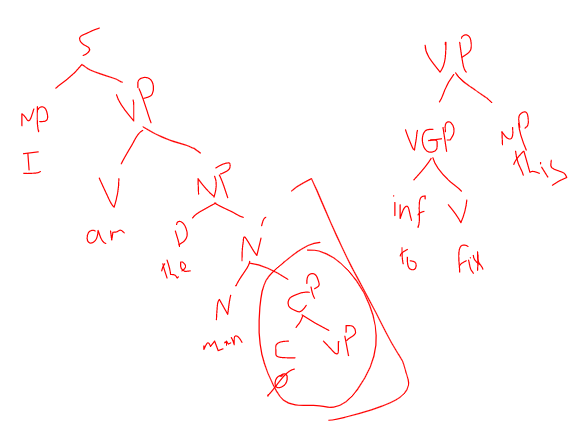 S
VP
NP
VP
I
VGP
NP
this
V
NP
inf
V
am
D
N'
to
fix
the
N
CP
man
C
VP
∅